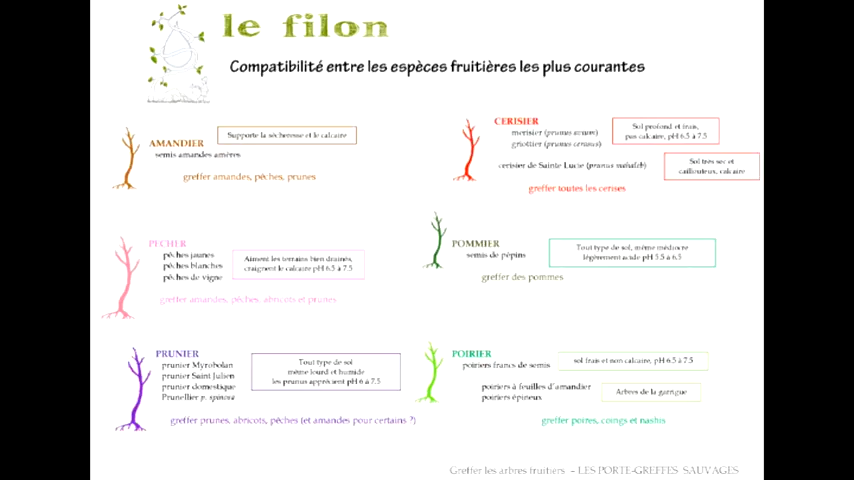 le filon
Compatibilité entre les espèces fruitières les plus courantes
AMANDIER
semis amandes amères
Supporte la sécheresse et le calcaire
greffer amandes, pêches, prunes
CERISIER
merisier (prunus avium)
griottier (prunus cerasus)
Sol profond et frais,
pas calcaire, pH 6.5 à 7.5
cerisier de Sainte Lucie (prunus mahaleb)
Sol très sec et
caillouteux, calcaire
greffer toutes les cerises
PECHER
pêches jaunes
pêches blanches
pêches de vigne
Aiment les terrains bien drainés,
craignent le calcaire pH 6.5 à 7.5
greffer amandes, pêches, abricots et prunes
POMMIER
semis de pépins
Tout type de sol, même médiocre
légèrement acide pH 5.5 à 6.5
greffer des pommes
PRUNIER
prunier Myrobolan
prunier Saint Julien
prunier domestique
Prunellier p. spinosa
Tout type de sol
même lourd et humide
les prunus apprécient pH 6 à 7.5
greffer prunes, abricots, pêches (et amandes pour certains ?)
POIRIER
poiriers francs de semis
sol frais et non calcaire, pH 6.5 à 7.5
poiriers à feuilles d'amandier
poiriers épineux
Arbres de la garrigue
greffer poires, coings et nashis
Greffer les arbres fruitiers – LES PORTE-GREFFES SAUVAGES